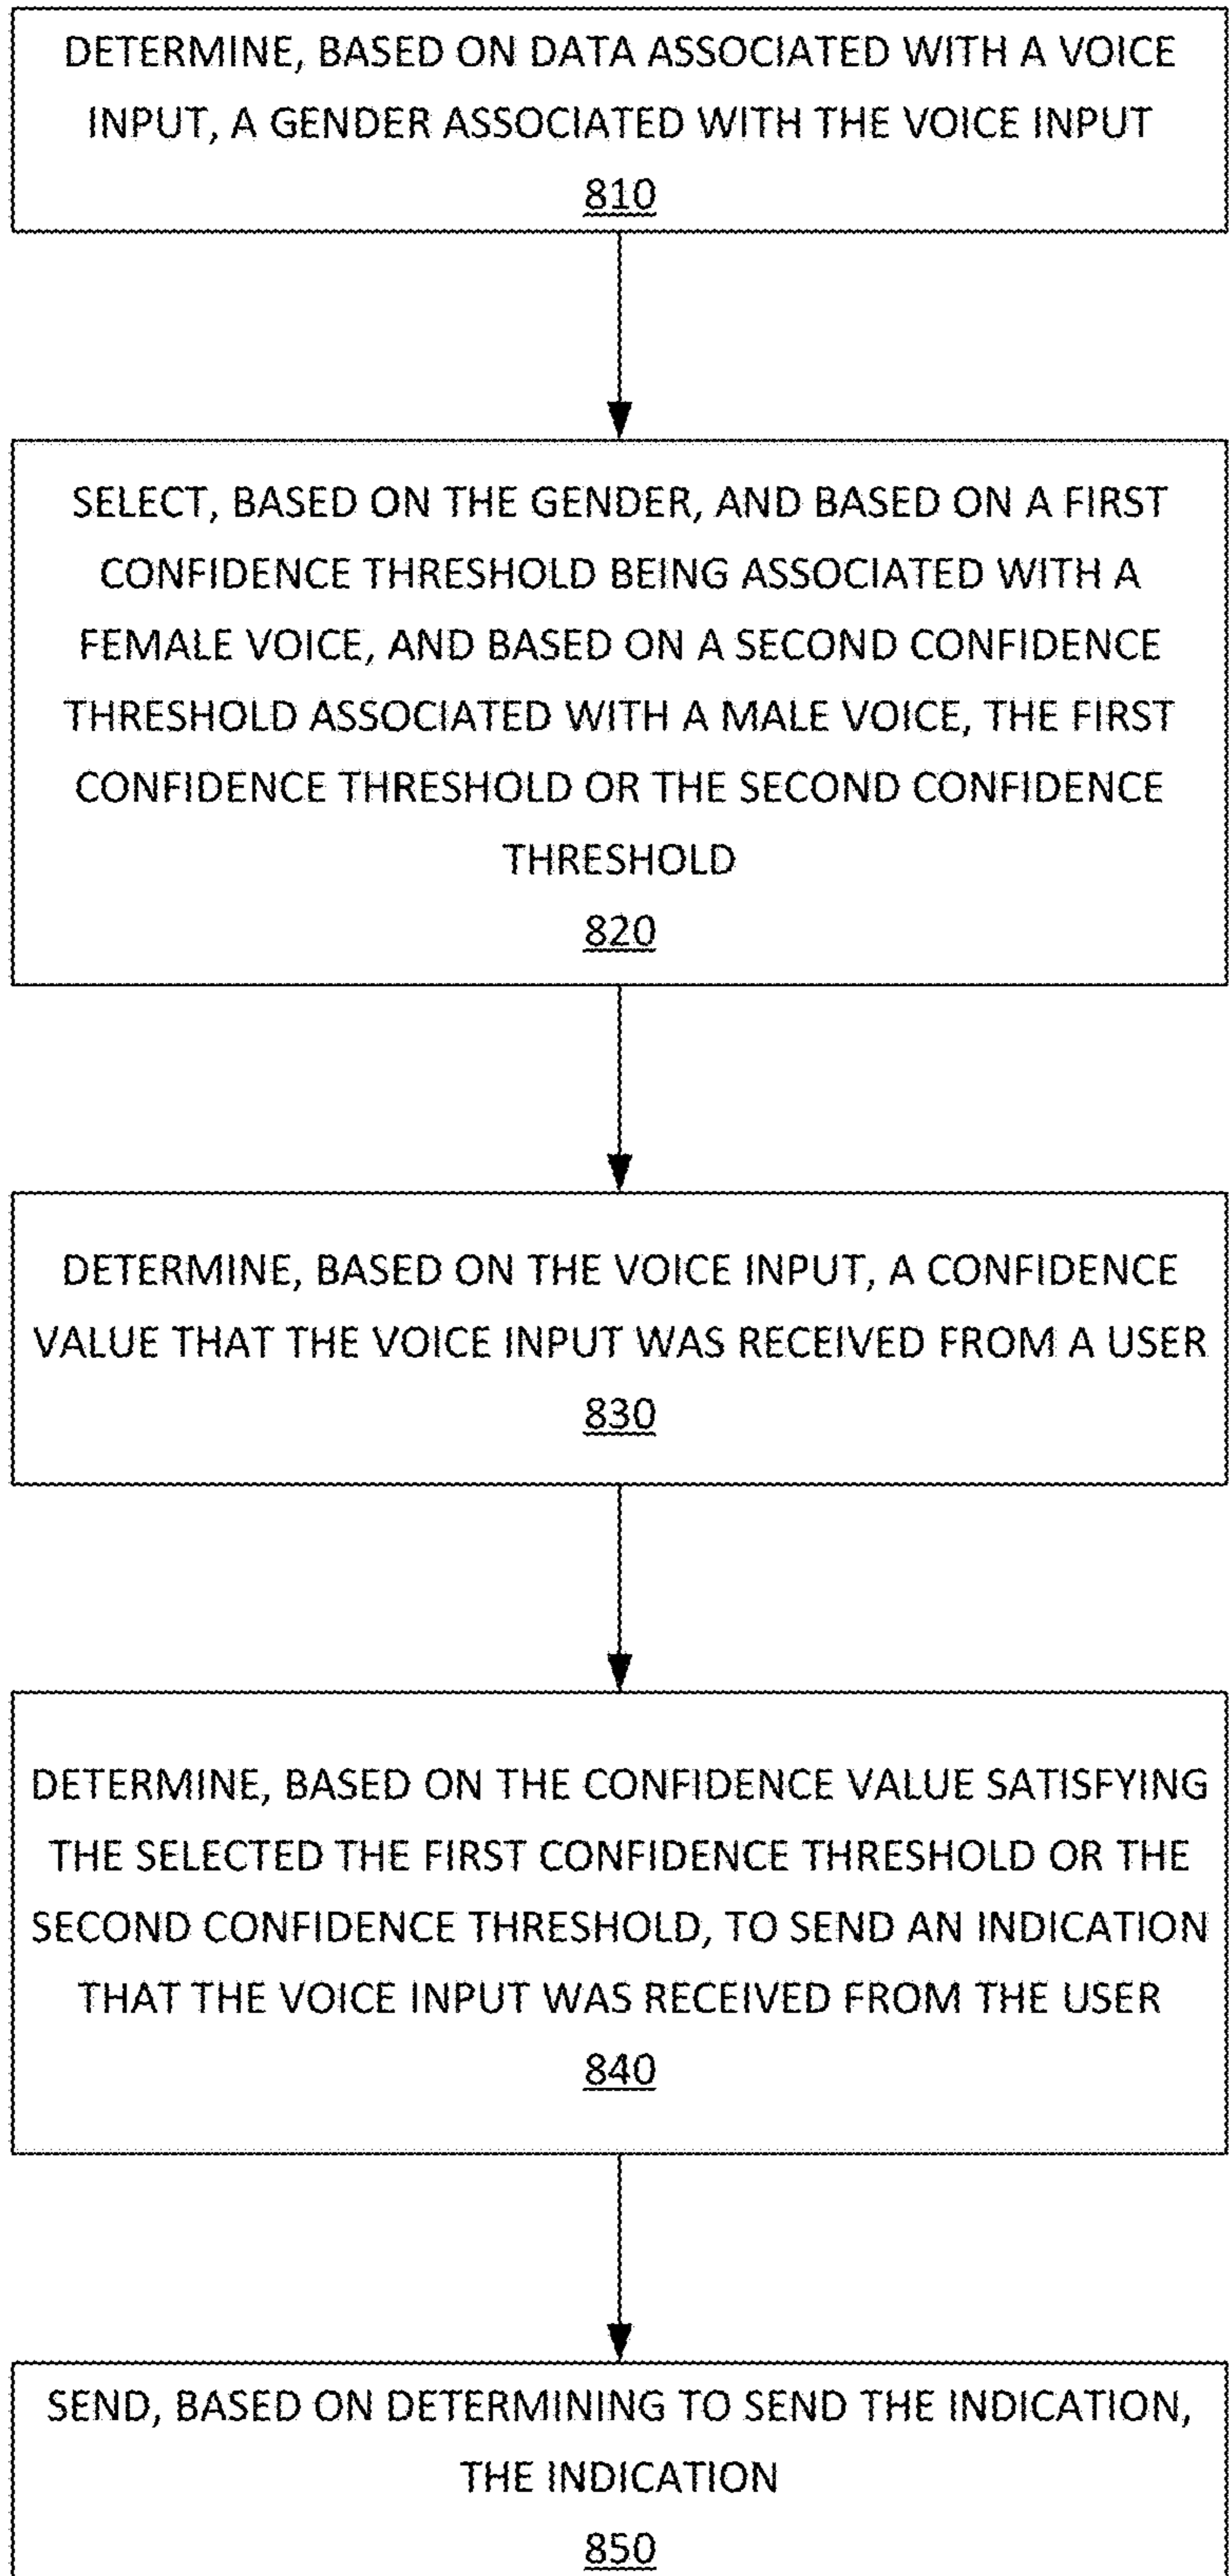 DETERMINE, BASED ON DATA ASSOCIATED WITH A VOICE
INPUT, A GENDER ASSOCIATED WITH THE VOICE INPUT
810
SELECT, BASED ON THE GENDER, AND BASED ON A FIRST
CONFIDENCE THRESHOLD BEING ASSOCIATED WITH A
FEMALE VOICE, AND BASED ON A SECOND CONFIDENCE
THRESHOLD ASSOCIATED WITH A MALE VOICE, THE FIRST
CONFIDENCE THRESHOLD OR THE SECOND CONFIDENCE
THRESHOLD
820
DETERMINE, BASED ON THE VOICE INPUT, A CONFIDENCE
VALUE THAT THE VOICE INPUT WAS RECEIVED FROM A USER
830
DETERMINE, BASED ON THE CONFIDENCE VALUE SATISFYING
THE SELECTED THE FIRST CONFIDENCE THRESHOLD OR THE
SECOND CONFIDENCE THRESHOLD, TO SEND AN INDICATION
THAT THE VOICE INPUT WAS RECEIVED FROM THE USER
840
SEND, BASED ON DETERMINING TO SEND THE INDICATION,
THE INDICATION
850